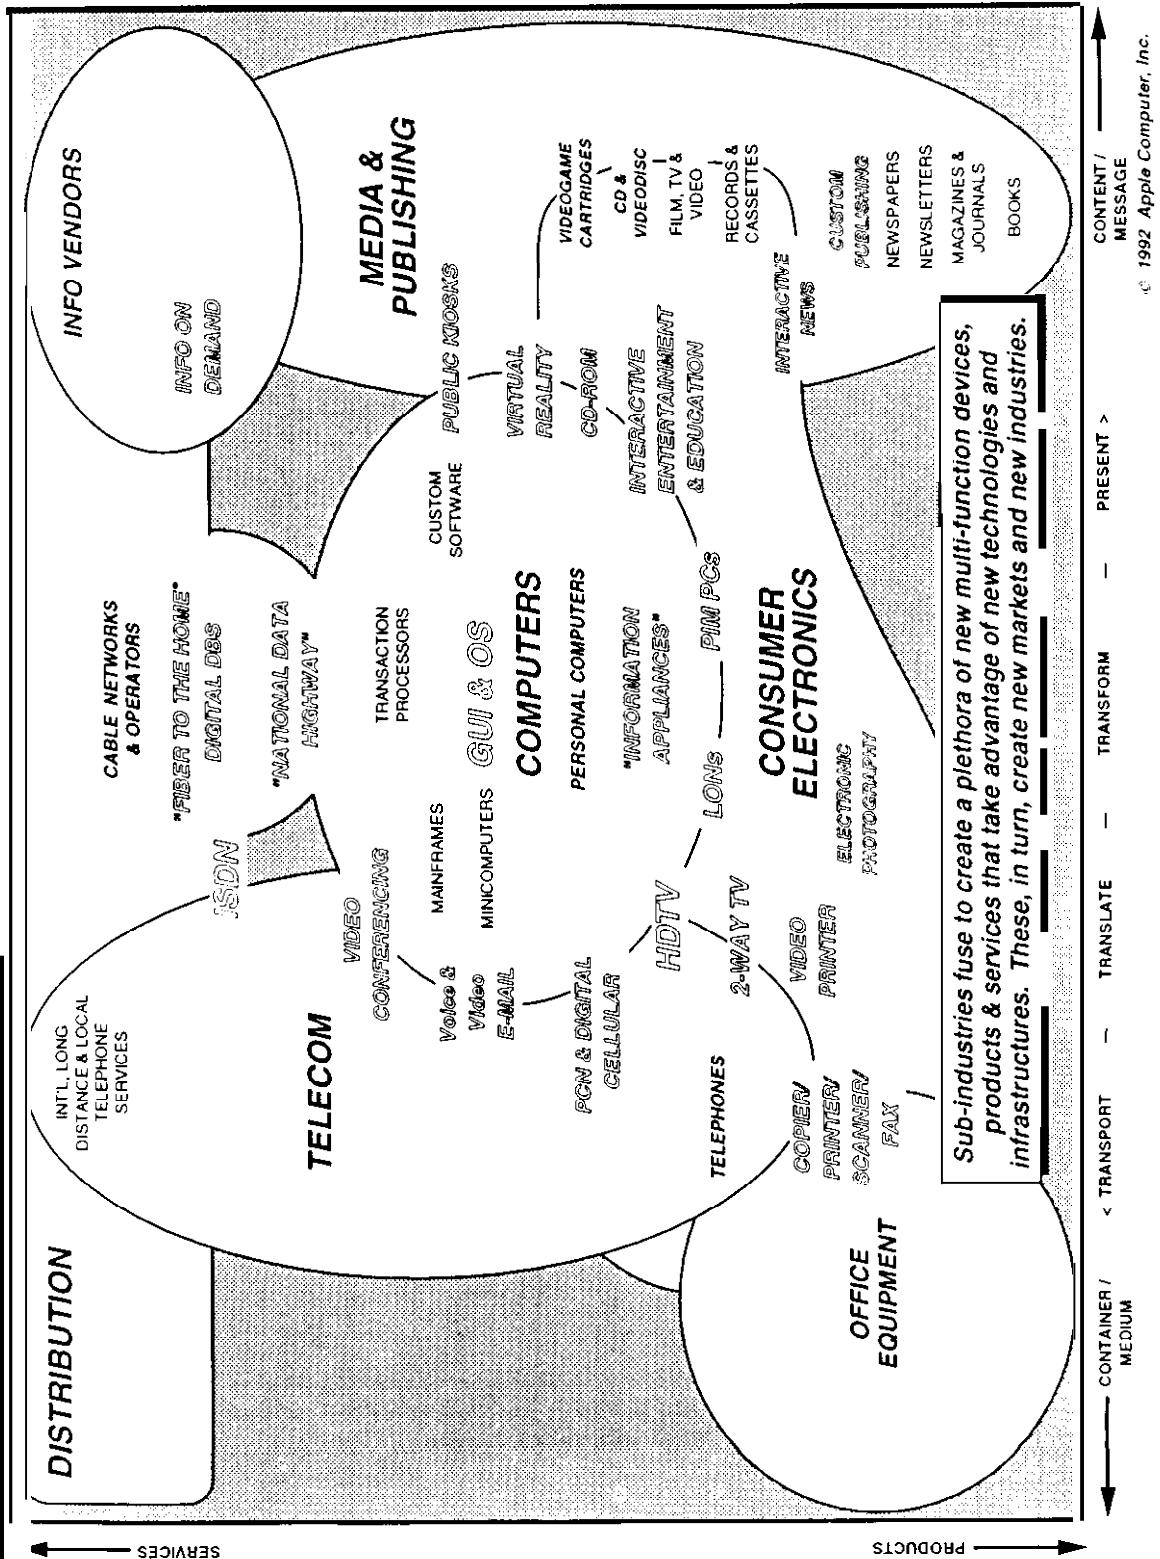 DISTRIBUTION
INT'L, LONG
DISTANCE & LOCAL
TELEPHONE
SERVICES
CABLE NETWORKS
& OPERATORS
"FIBER TO THE HOME"
DIGITAL DBS
ISDN
"NATIONAL DATA
HIGHWAY"
INFO VENDORS
INFO ON
DEMAND
TELECOM
VIDEO
CONFERENCING
Voice &
Video
E-MAIL
PCN & DIGITAL
CELLULAR
TELEPHONES
TRANSACTION
PROCESSORS
MAINFRAMES
MINICOMPUTERS
GUI & OS
CUSTOM
SOFTWARE
COMPUTERS
PERSONAL COMPUTERS
"INFORMATION
APPLIANCES"
HDTV
LONs
PIM PCs
2-WAY TV
MEDIA &
PUBLISHING
PUBLIC KIOSKS
VIRTUAL
REALITY
CD-ROM
INTERACTIVE
ENTERTAINMENT
& EDUCATION
VIDEOGAME
CARTRIDGES
CD &
VIDEODISC
FILM, TV &
VIDEO
RECORDS &
CASSETTES
INTERACTIVE
NEWS
CUSTOM
PUBLISHING
NEWSPAPERS
NEWSLETTERS
MAGAZINES &
JOURNALS
BOOKS
CONSUMER
ELECTRONICS
ELECTRONIC
PHOTOGRAPHY
VIDEO
PRINTER
COPIER/
PRINTER/
SCANNER/
FAX
OFFICE
EQUIPMENT
Sub-industries fuse to create a plethora of new multi-function devices,
products & services that take advantage of new technologies and
infrastructures. These, in turn, create new markets and new industries.
SERVICES
PRODUCTS
CONTAINER /
MEDIUM
< TRANSPORT — TRANSLATE — TRANSFORM — PRESENT >
CONTENT /
MESSAGE
© 1992 Apple Computer, Inc.